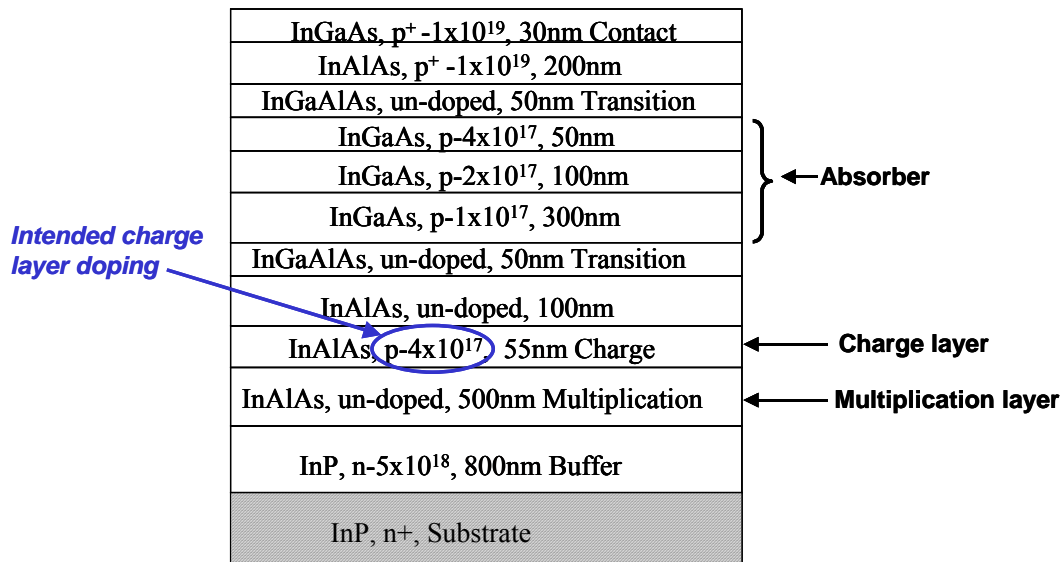 InGaAs, p⁺ -1x10¹⁹, 30nm Contact
InAlAs, p⁺ -1x10¹⁹, 200nm
InGaAlAs, un-doped, 50nm Transition
InGaAs, p-4x10¹⁷, 50nm
InGaAs, p-2x10¹⁷, 100nm
Absorber
InGaAs, p-1x10¹⁷, 300nm
Intended charge
layer doping
InGaAlAs, un-doped, 50nm Transition
InAlAs, un-doped, 100nm
InAlAs, p-4x10¹⁷, 55nm Charge
Charge layer
InAlAs, un-doped, 500nm Multiplication
Multiplication layer
InP, n-5x10¹⁸, 800nm Buffer
InP, n+, Substrate